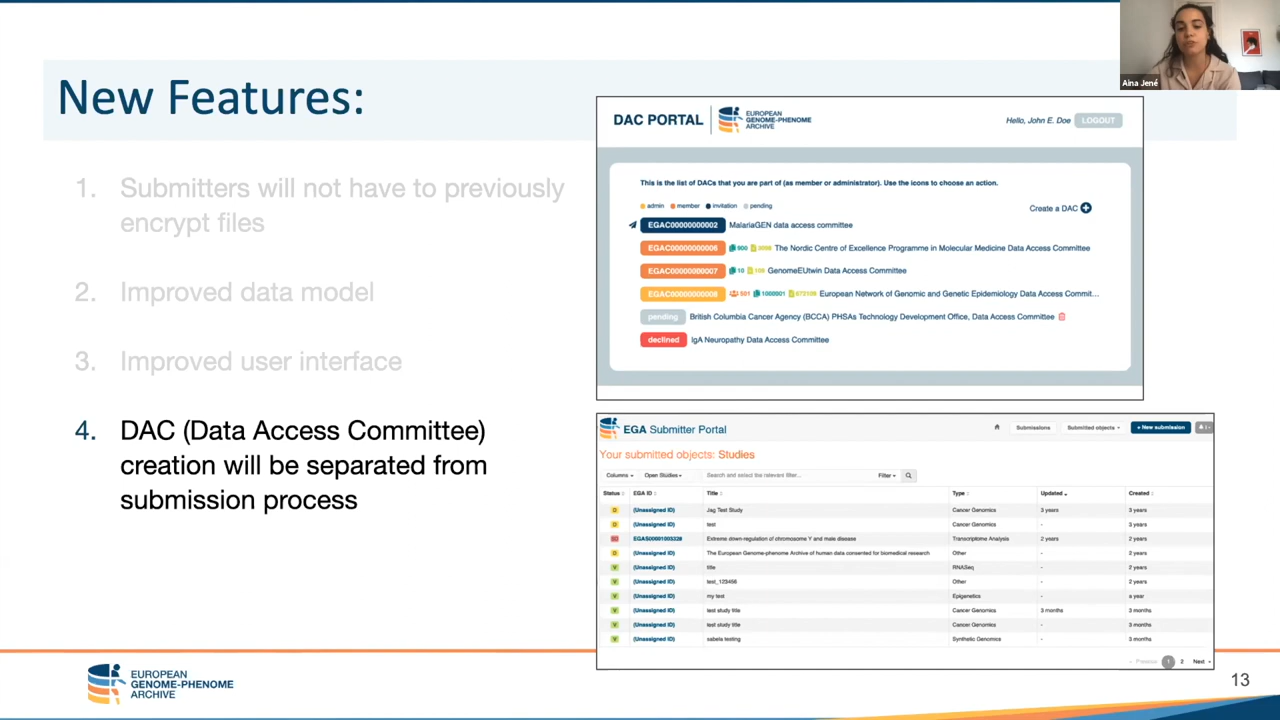 Aina Jené
New Features:
1. Submitters will not have to previously
encrypt files
2. Improved data model
3. Improved user interface
4. DAC (Data Access Committee)
creation will be separated from
submission process
DAC PORTAL
EUROPEAN
GENOME-PHENOME
ARCHIVE
Hello, John E. Doe LOGOUT
This is the list of DACs that you are part of (as member or administrator). Use the icons to choose an action.
admin member invitation pending
Create a DAC
EGAC00000000002 MalariaGEN data access committee
EGAC00000000006 900 The Nordic Centre of Excellence Programme in Molecular Medicine Data Access Committee
EGAC00000000007 10 GenomeEUtwin Data Access Committee
EGAC00000000008 501 1000901 European Network of Genomic and Genetic Epidemiology Data Access Commit...
pending British Columbia Cancer Agency (BCCA) PHSAs Technology Development Office, Data Access Committee
declined IgA Neuropathy Data Access Committee
EGA Submitter Portal
Submissions Submitted objects + New submission
Your submitted objects: Studies
Columns Open Studies Search and select the relevant filter... Filter
Status EGA ID Title Type Updated Created
D (Unassigned ID) Jag Test Study Cancer Genomics 3 years 3 years
D (Unassigned ID) test Cancer Genomics - 3 years
EGAS00001003328 Extreme down-regulation of chromosome Y and male disease Transcriptome Analysis 2 years 2 years
D (Unassigned ID) The European Genome-phenome Archive of human data consented for biomedical research Other - 2 years
V (Unassigned ID) title RNASeq - 2 years
V (Unassigned ID) test_123456 Other - 2 years
V (Unassigned ID) my test Epigenetics - a year
V (Unassigned ID) test study title Cancer Genomics 3 months 3 months
V (Unassigned ID) test study title Cancer Genomics - 3 months
V (Unassigned ID) sabela testing Synthetic Genomics - 3 months
Previous 1 2 Next
EUROPEAN
GENOME-PHENOME
ARCHIVE
13